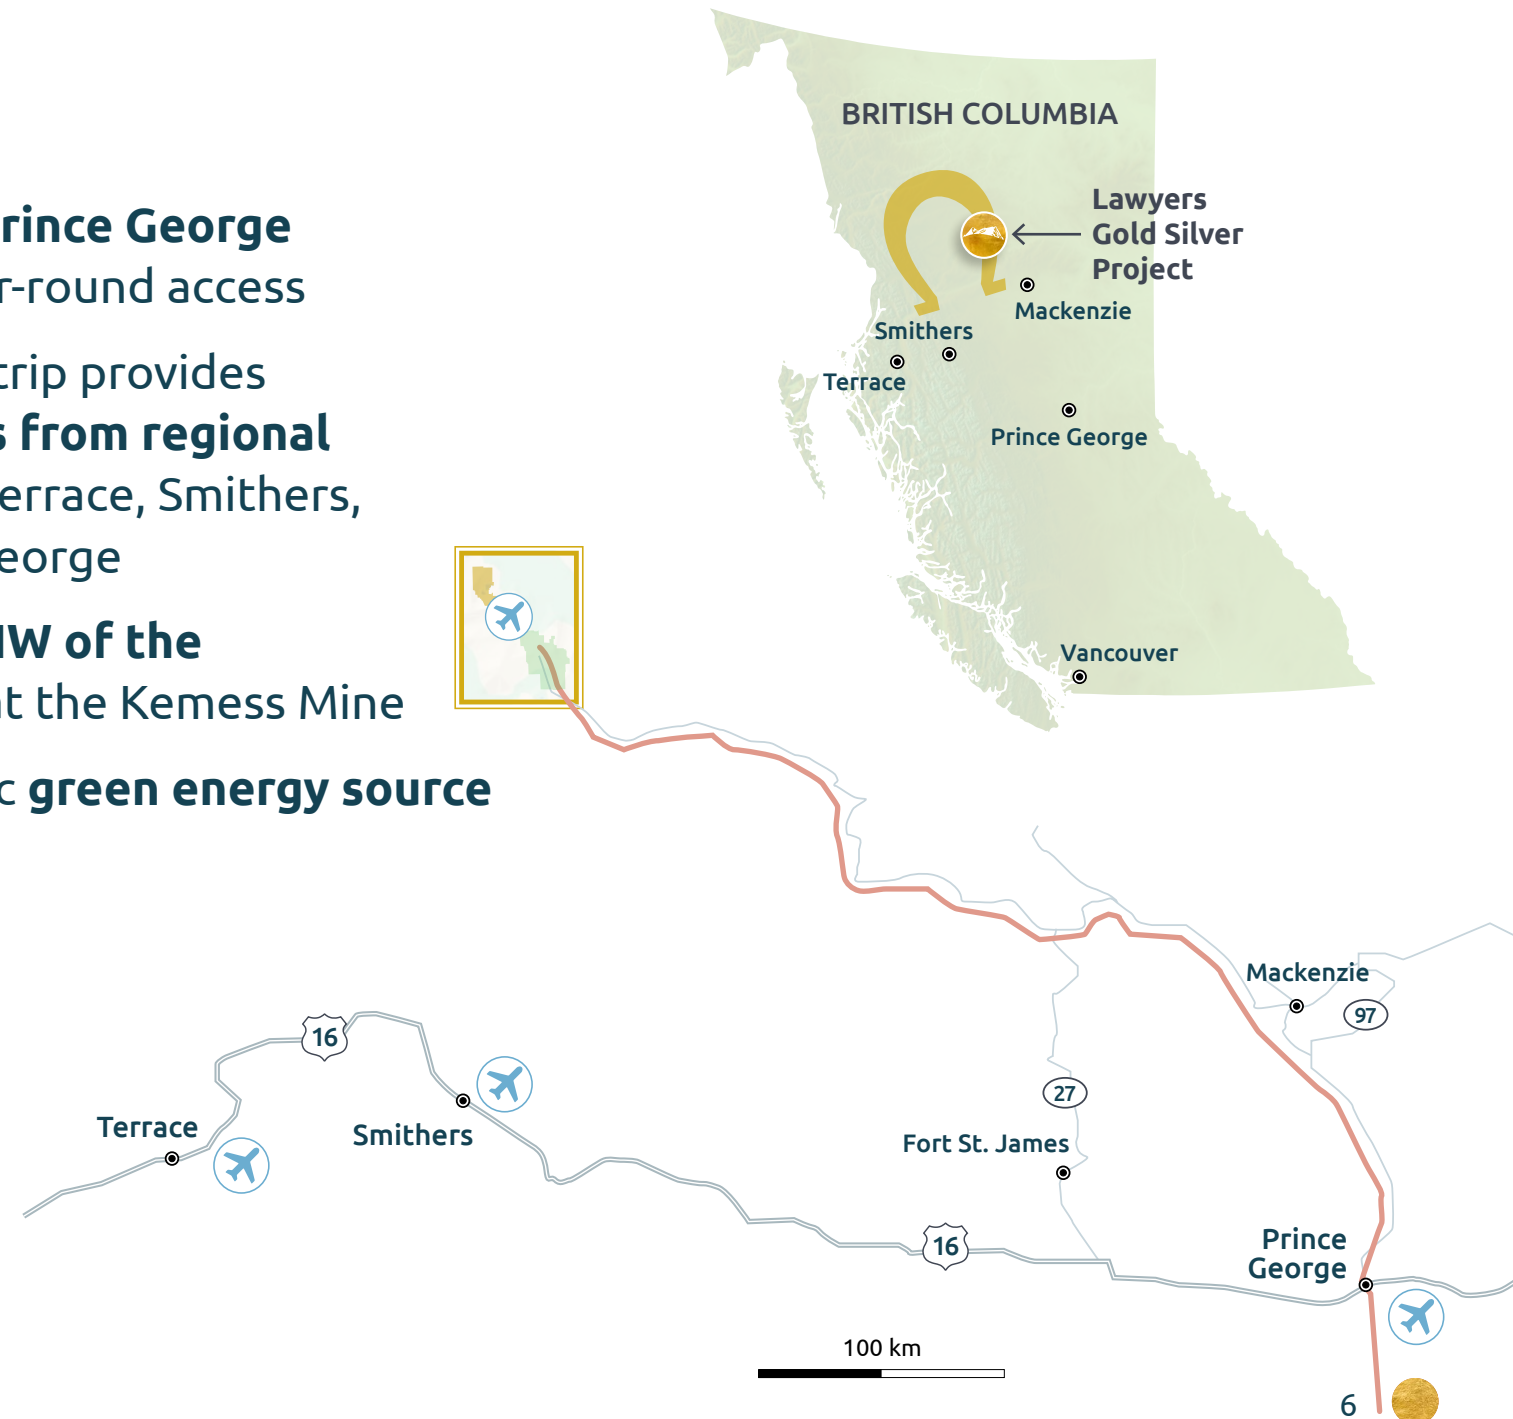 BRITISH COLUMBIA
Lawyers
Gold Silver
Project
Mackenzie
Smithers
Terrace
Prince George
Vancouver
rince George
r-round access
trip provides
s from regional
errace, Smithers,
eorge
W of the
at the Kemess Mine
c green energy source
Mackenzie
97
16
27
Terrace
Smithers
Fort St. James
16
Prince
George
100 km
6